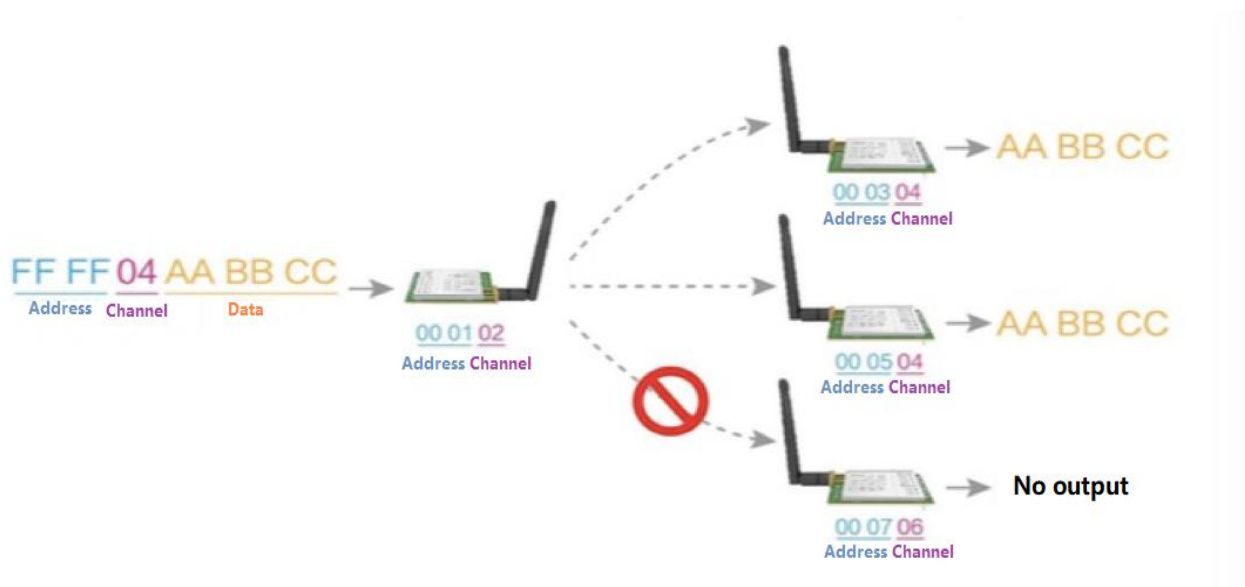 AA BB CC
00 03 04
Address Channel
FF FF 04 AA BB CC
Address Channel Data
00 01 02
Address Channel
AA BB CC
00 05 04
Address Channel
No output
00 07 06
Address Channel